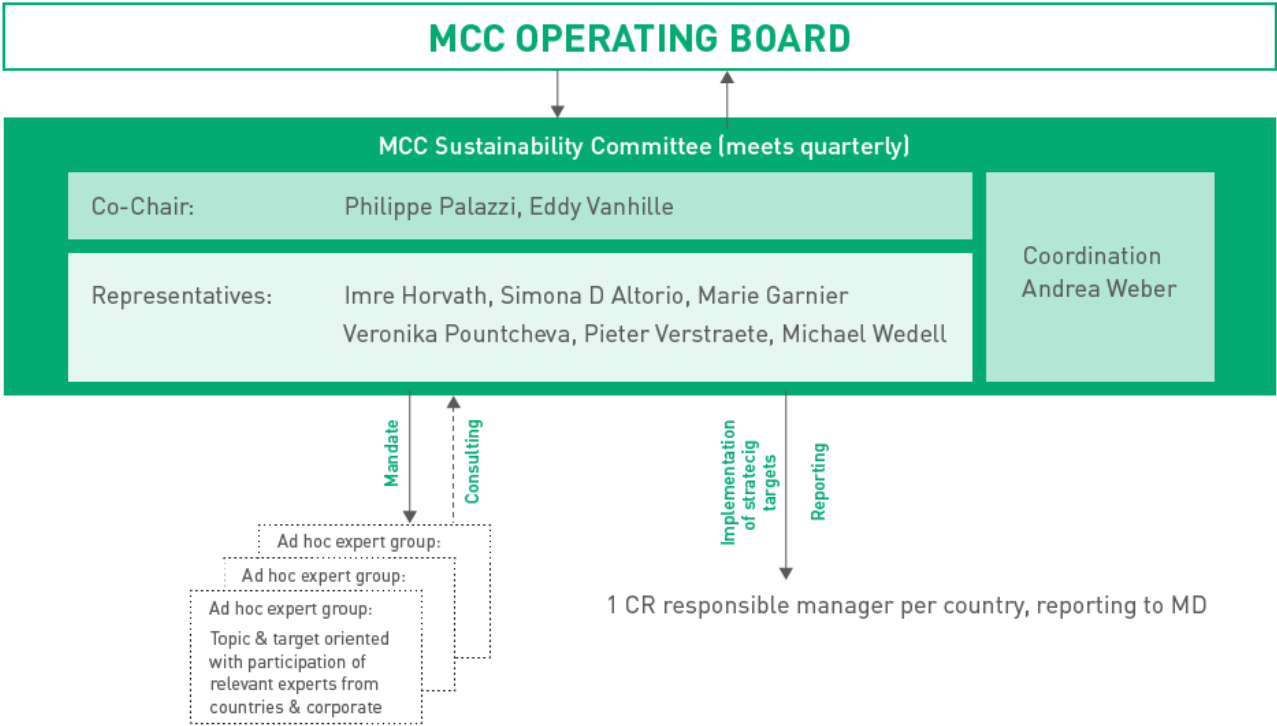 MCC OPERATING BOARD
MCC Sustainability Committee (meets quarterly)
Co-Chair: Philippe Palazzi, Eddy Vanhille
Representatives: Imre Horvath, Simona D Altorio, Marie Garnier
Veronika Pountcheva, Pieter Verstraete, Michael Wedell
Coordination
Andrea Weber
Mandate
Consulting
Implementation
of stratecig
targets
Reporting
Ad hoc expert group:
Ad hoc expert group:
Ad hoc expert group:
Topic & target oriented
with participation of
relevant experts from
countries & corporate
1 CR responsible manager per country, reporting to MD